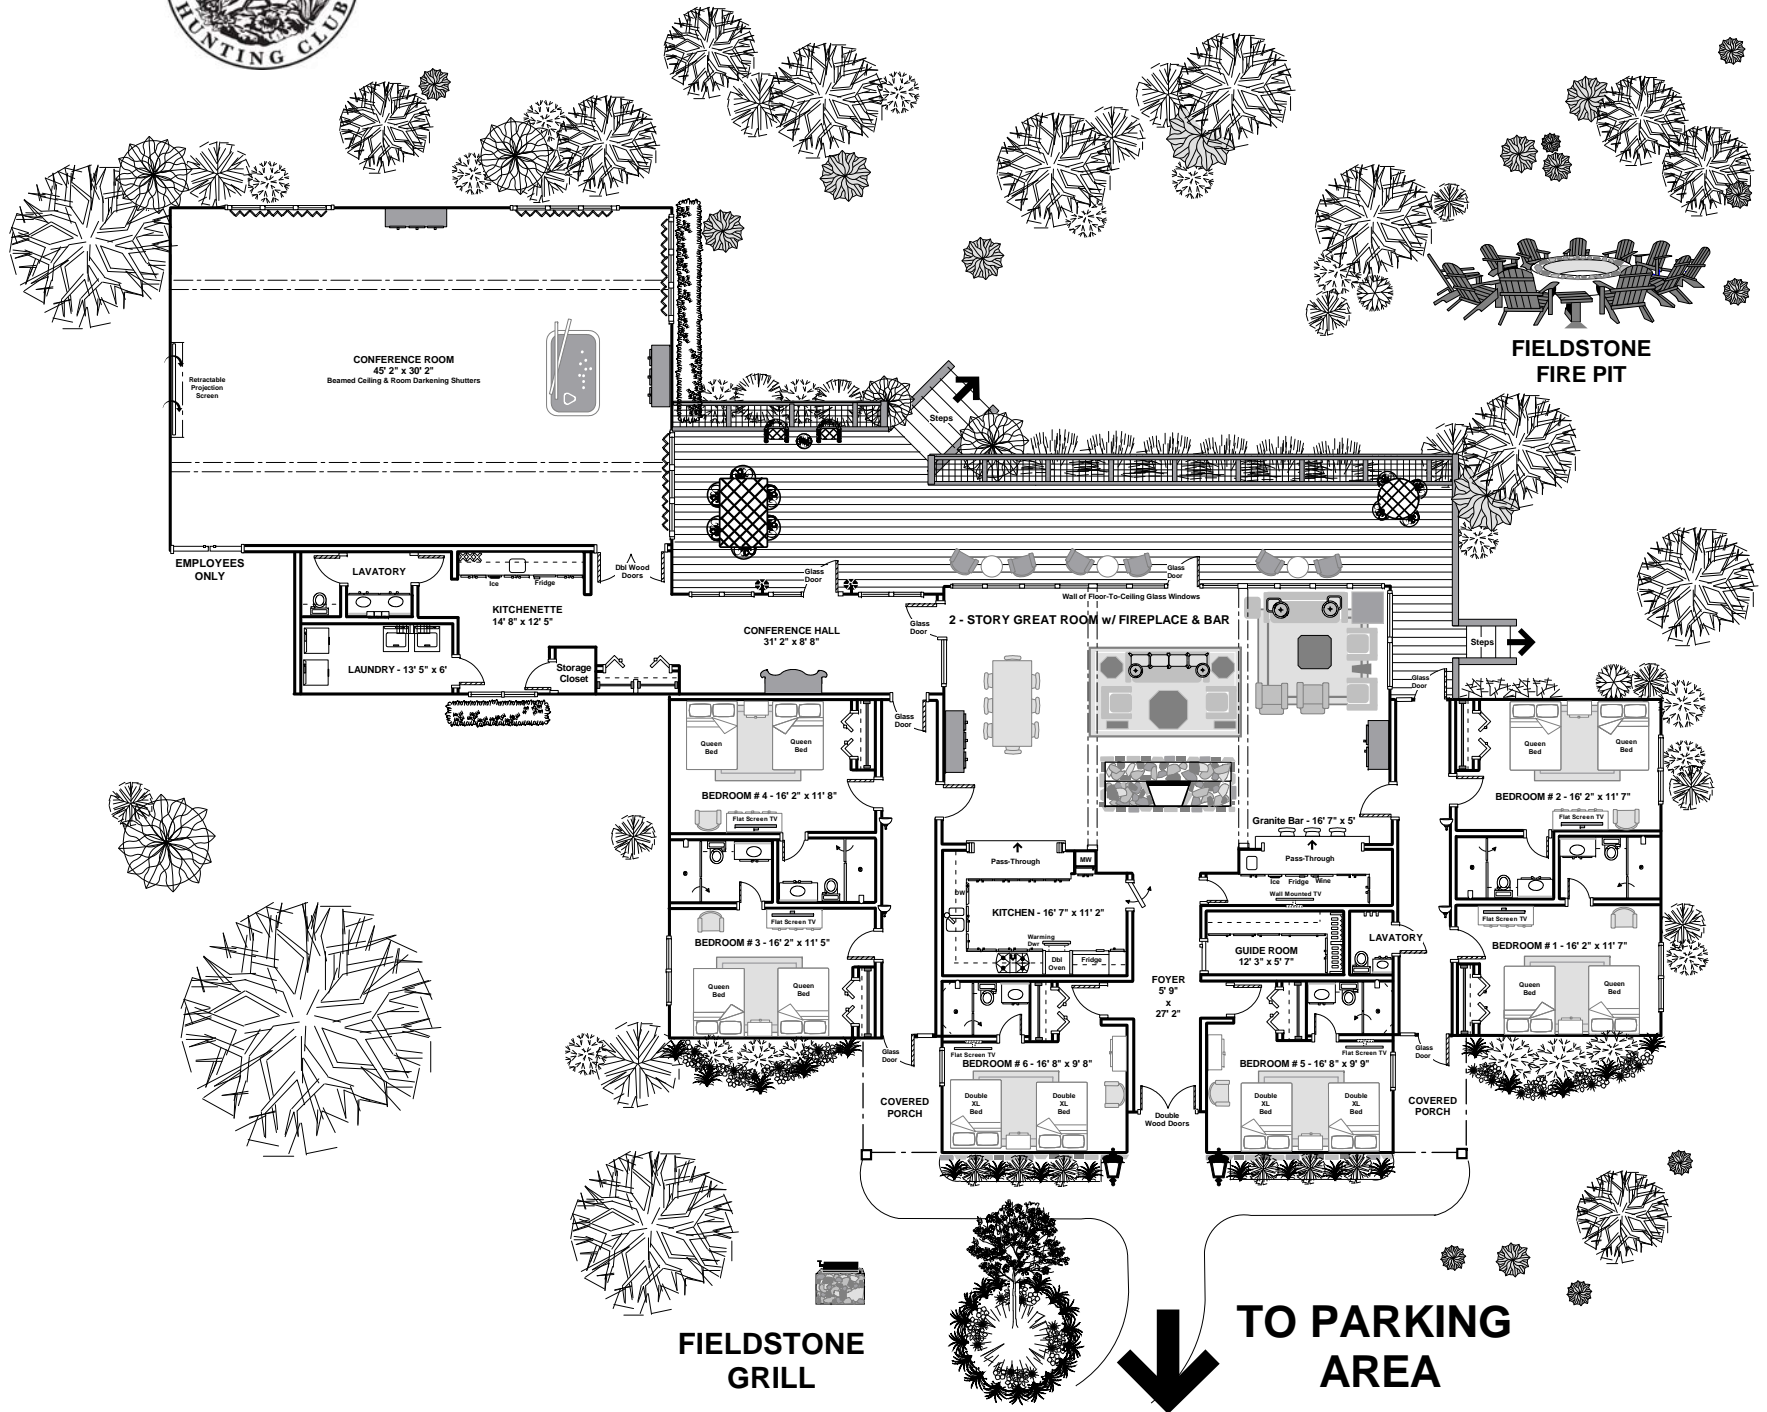 HUNTING CLUB
FIELDSTONE
FIRE PIT
CONFERENCE ROOM
45' 2" x 30' 2"
Beamed Ceiling & Room Darkening Shutters
Retractable
Projection
Screen
Steps
EMPLOYEES
ONLY
LAVATORY
Ice
Fridge
Dbl Wood
Doors
KITCHENETTE
14' 8" x 12' 5"
LAUNDRY - 13' 5" x 6'
Storage
Closet
CONFERENCE HALL
31' 2" x 8' 8"
Glass
Door
Glass
Door
Glass
Door
Wall of Floor-To-Ceiling Glass Windows
2 - STORY GREAT ROOM w/ FIREPLACE & BAR
Steps
Glass
Door
Glass
Door
Queen
Bed
Queen
Bed
BEDROOM # 4 - 16' 2" x 11' 8"
Flat Screen TV
Queen
Bed
Queen
Bed
BEDROOM # 2 - 16' 2" x 11' 7"
Flat Screen TV
Granite Bar - 16' 7" x 5'
Pass-Through
MW
Pass-Through
Ice
Fridge
Wine
Wall Mounted TV
DW
KITCHEN - 16' 7" x 11' 2"
Warming
Dwr
Dbl
Oven
Fridge
GUIDE ROOM
12' 3" x 5' 7"
LAVATORY
FOYER
5' 9"
x
27' 2"
Flat Screen TV
BEDROOM # 3 - 16' 2" x 11' 5"
Queen
Bed
Queen
Bed
Flat Screen TV
BEDROOM # 1 - 16' 2" x 11' 7"
Queen
Bed
Queen
Bed
Glass
Door
Glass
Door
Flat Screen TV
BEDROOM # 6 - 16' 8" x 9' 8"
Double
XL
Bed
Double
XL
Bed
Flat Screen TV
BEDROOM # 5 - 16' 8" x 9' 9"
Double
XL
Bed
Double
XL
Bed
COVERED
PORCH
Double
Wood Doors
COVERED
PORCH
FIELDSTONE
GRILL
TO PARKING
AREA